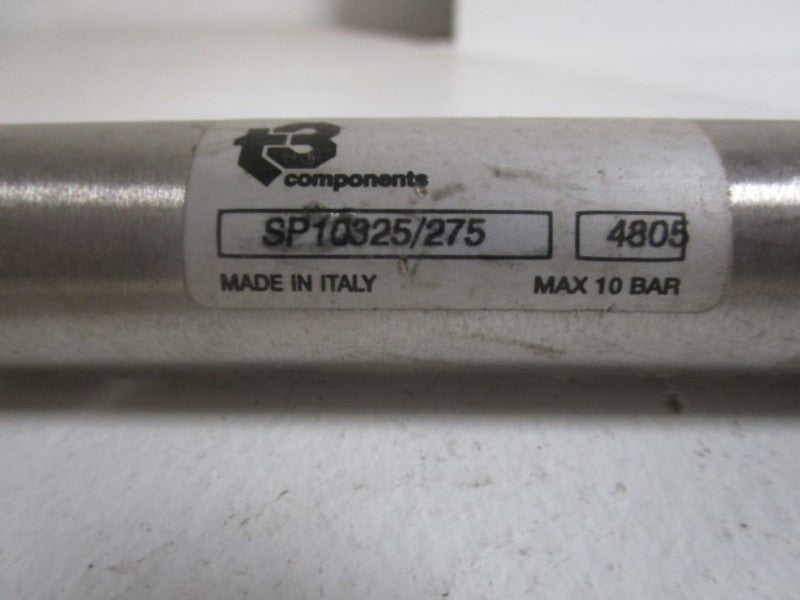 t3
components
SP10325/275 4805
MADE IN ITALY MAX 10 BAR